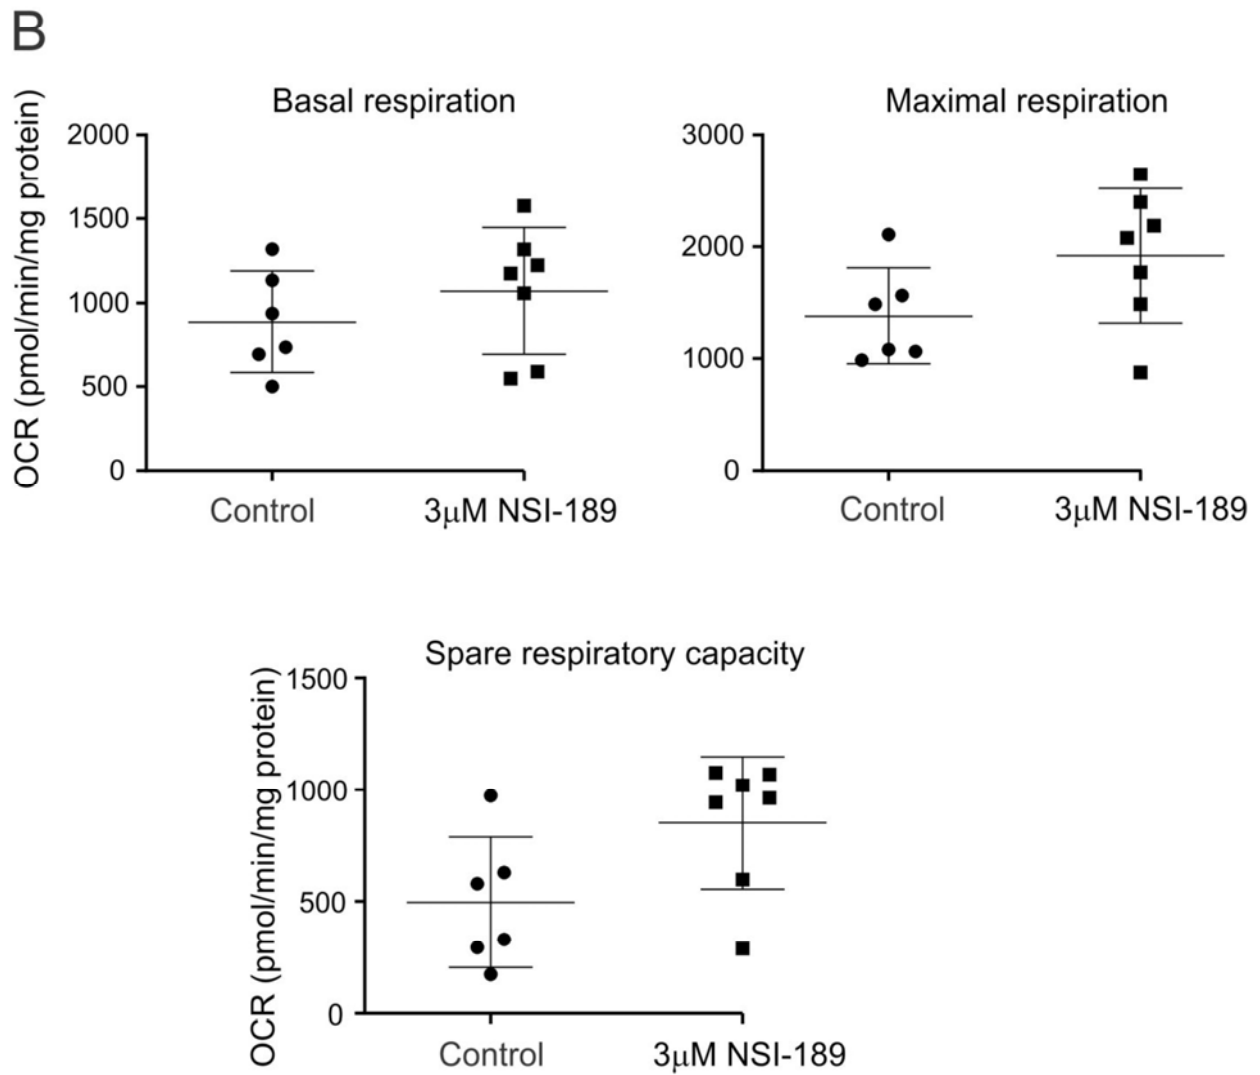 B
Basal respiration
OCR (pmol/min/mg protein)
2000
1500
1000
500
0
Control
3μM NSI-189
Maximal respiration
3000
2000
1000
0
Control
3μM NSI-189
Spare respiratory capacity
OCR (pmol/min/mg protein)
1500
1000
500
0
Control
3μM NSI-189